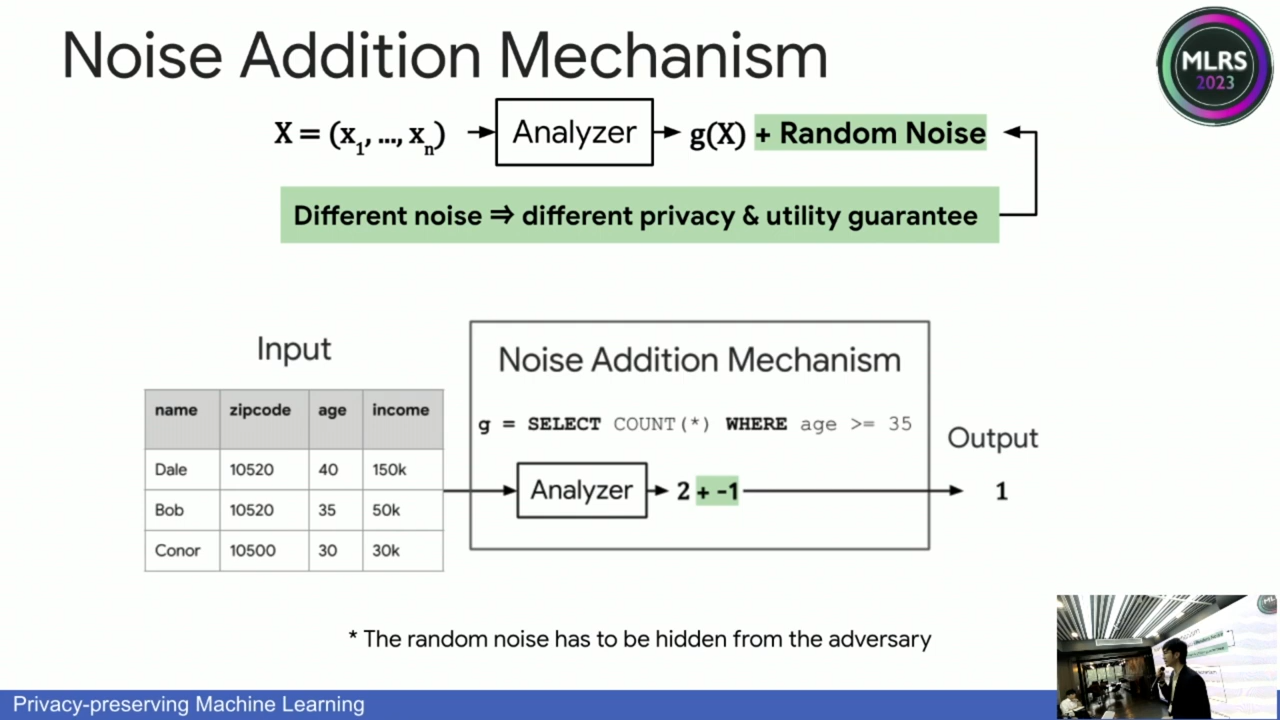 Noise Addition Mechanism
MLRS
2023
X = (x1, ..., xn)
Analyzer
g(X) + Random Noise
Different noise ⇒ different privacy & utility guarantee
Input
name zipcode age income
Dale 10520 40 150k
Bob 10520 35 50k
Conor 10500 30 30k
Noise Addition Mechanism
g = SELECT COUNT(*) WHERE age >= 35
Analyzer
2 + -1
Output
1
* The random noise has to be hidden from the adversary
Privacy-preserving Machine Learning